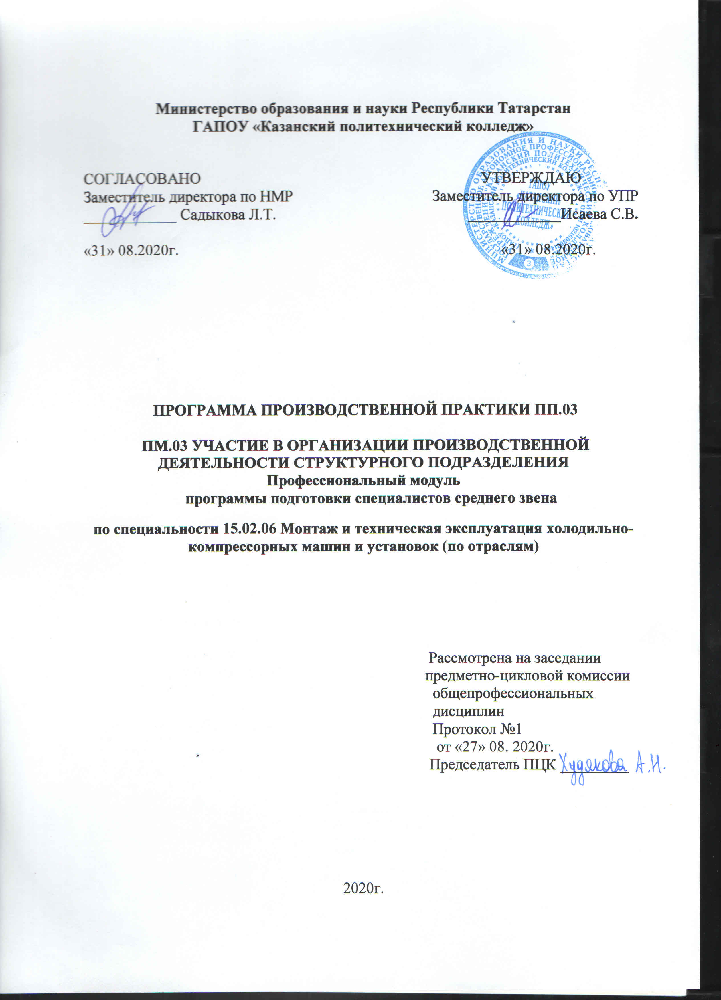 Министерство образования и науки Республики Татарстан
ГАПОУ «Казанский политехнический колледж»
СОГЛАСОВАНО
Заместитель директора по НМР
______________ Садыкова Л.Т.
«31» 08.2020г.
УТВЕРЖДАЮ
Заместитель директора по УПР
______________Исаева С.В.
«31» 08.2020г.
ГАПОУ
КАЗАНСКИЙ
ПОЛИТЕХНИЧЕСКИЙ
КОЛЛЕДЖ»
3
ПРОГРАММА ПРОИЗВОДСТВЕННОЙ ПРАКТИКИ ПП.03
ПМ.03 УЧАСТИЕ В ОРГАНИЗАЦИИ ПРОИЗВОДСТВЕННОЙ
ДЕЯТЕЛЬНОСТИ СТРУКТУРНОГО ПОДРАЗДЕЛЕНИЯ
Профессиональный модуль
программы подготовки специалистов среднего звена
по специальности 15.02.06 Монтаж и техническая эксплуатация холодильно-
компрессорных машин и установок (по отраслям)
Рассмотрена на заседании
предметно-цикловой комиссии
общепрофессиональных
дисциплин
Протокол №1
от «27» 08. 2020г.
Председатель ПЦК Худякова А.Н.
2020г.